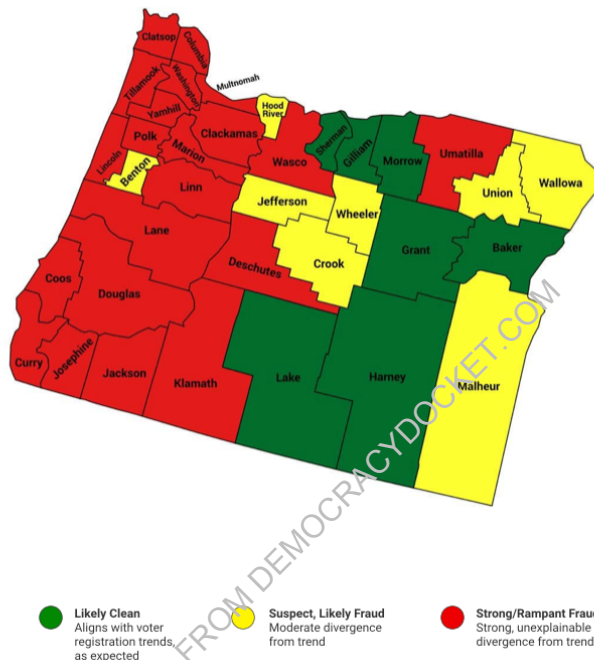 Clatsop
Columbia
Tillamook
Washington
Multnomah
Yamhill
Hood
River
Clackamas
Polk
Marion
Wasco
Sherman
Gilliam
Morrow
Umatilla
Wallowa
Union
Lincoln
Benton
Linn
Jefferson
Wheeler
Grant
Baker
Lane
Deschutes
Crook
Coos
Douglas
Curry
Josephine
Jackson
Klamath
Lake
Harney
Malheur
FROM DEMOCRACYDOCKET.COM
Likely Clean
Aligns with voter
registration trends,
as expected
Suspect, Likely Fraud
Moderate divergence
from trend
Strong/Rampant Fraud
Strong, unexplainable
divergence from trend